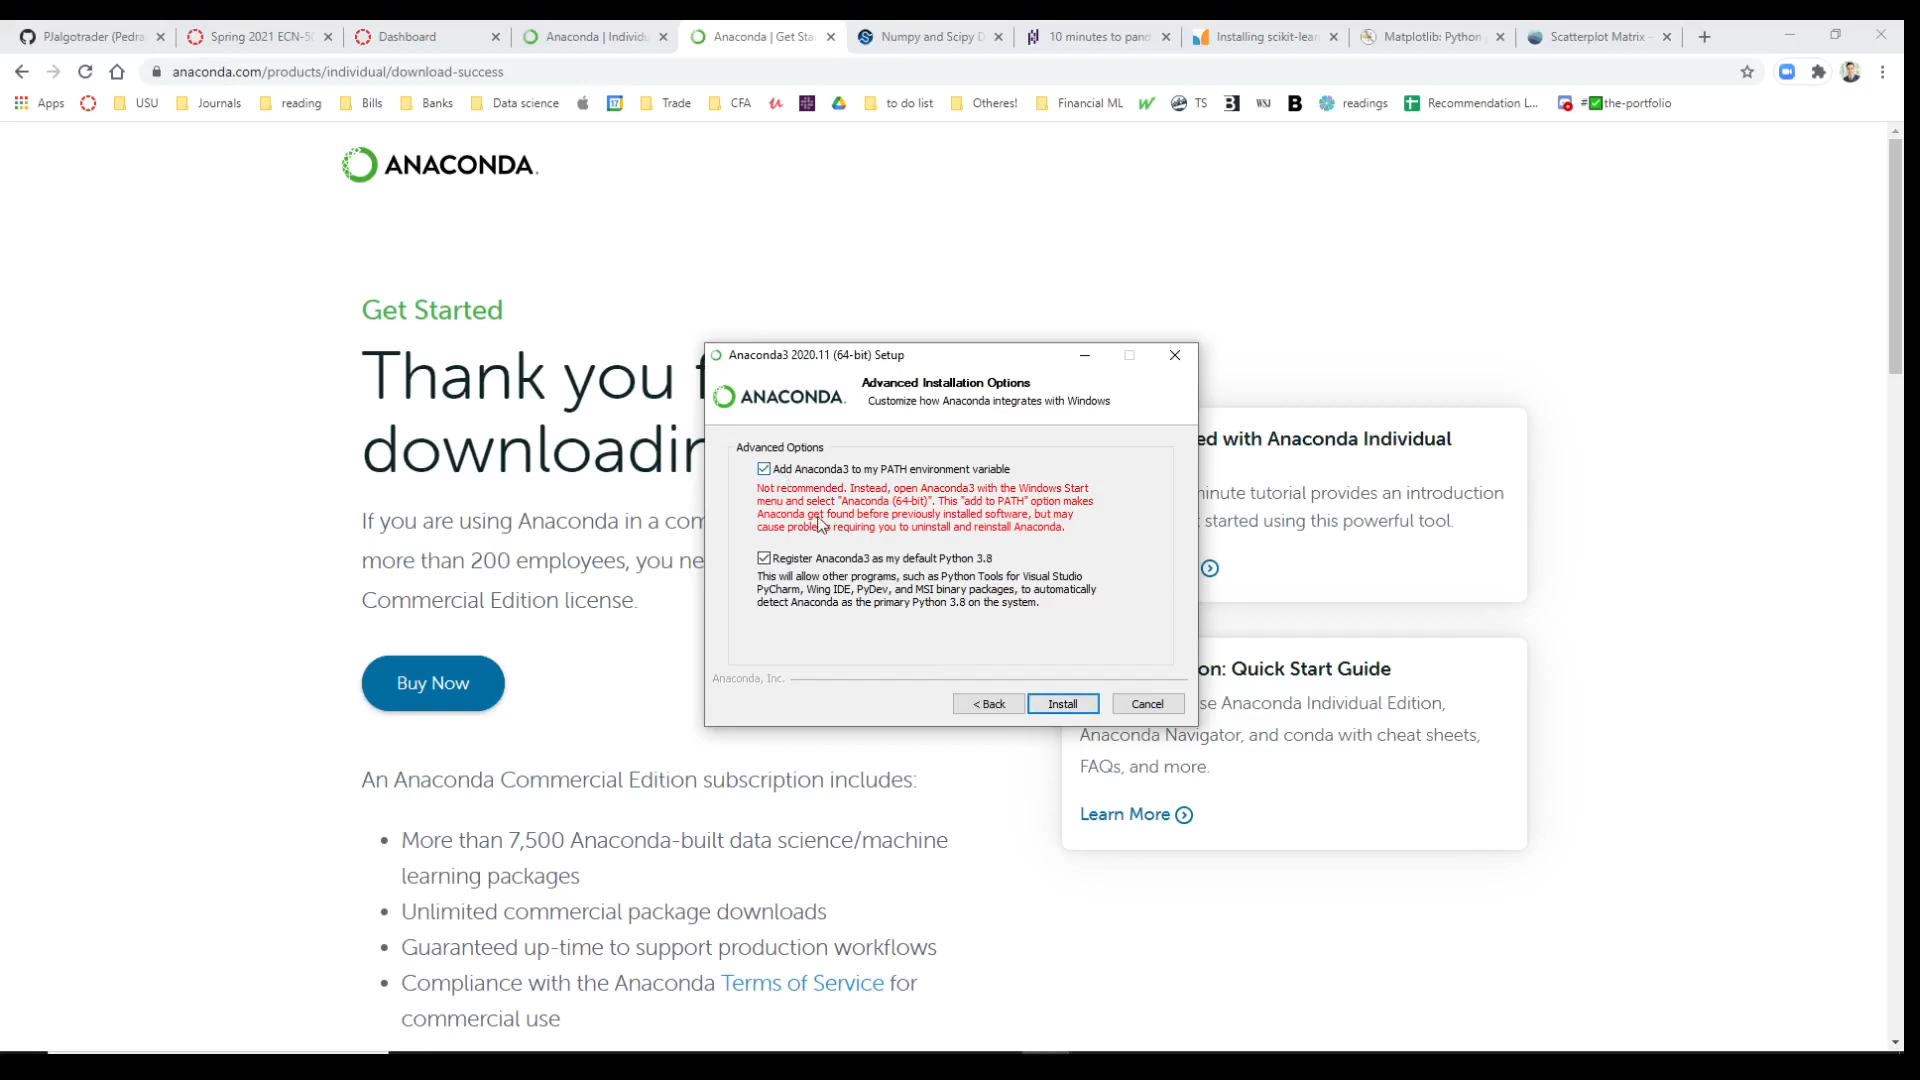 PJalgotrader (Pedra
Spring 2021 ECN-50
Dashboard
Anaconda | Individu
Anaconda | Get Sta
Numpy and Scipy D
10 minutes to pand
Installing scikit-lear
Matplotlib: Python
Scatterplot Matrix –
anaconda.com/products/individual/download-success
Apps
USU
Journals
reading
Bills
Banks
Data science
17
Trade
CFA
to do list
Otheres!
Financial ML
TS
WSJ
B
readings
Recommendation L...
#✅the-portfolio
ANACONDA.
Get Started
Thank you f
downloadin
If you are using Anaconda in a com
more than 200 employees, you ne
Commercial Edition license.
Buy Now
An Anaconda Commercial Edition subscription includes:
• More than 7,500 Anaconda-built data science/machine
learning packages
• Unlimited commercial package downloads
• Guaranteed up-time to support production workflows
• Compliance with the Anaconda Terms of Service for
commercial use
Anaconda3 2020.11 (64-bit) Setup
ANACONDA.
Advanced Installation Options
Customize how Anaconda integrates with Windows
Advanced Options
Add Anaconda3 to my PATH environment variable
Not recommended. Instead, open Anaconda3 with the Windows Start
menu and select "Anaconda (64-bit)". This "add to PATH" option makes
Anaconda get found before previously installed software, but may
cause problems requiring you to uninstall and reinstall Anaconda.
Register Anaconda3 as my default Python 3.8
This will allow other programs, such as Python Tools for Visual Studio
PyCharm, Wing IDE, PyDev, and MSI binary packages, to automatically
detect Anaconda as the primary Python 3.8 on the system.
Anaconda, Inc.
< Back
Install
Cancel
ed with Anaconda Individual
inute tutorial provides an introduction
started using this powerful tool.
on: Quick Start Guide
se Anaconda Individual Edition,
Anaconda Navigator, and conda with cheat sheets,
FAQs, and more.
Learn More